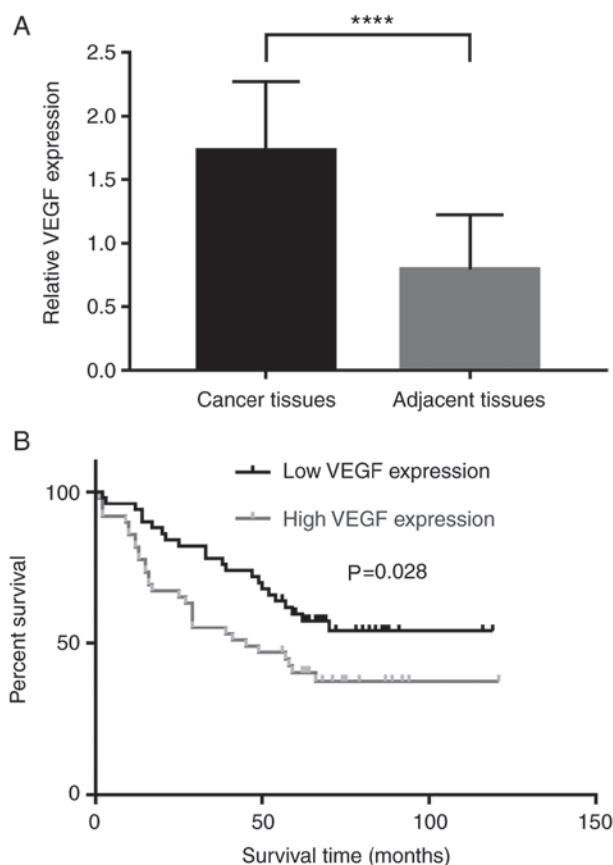 A
****
Relative VEGF expression
2.5
2.0
1.5
1.0
0.5
0.0
Cancer tissues Adjacent tissues
B
Low VEGF expression
High VEGF expression
P=0.028
Percent survival
100
50
0
0 50 100 150
Survival time (months)